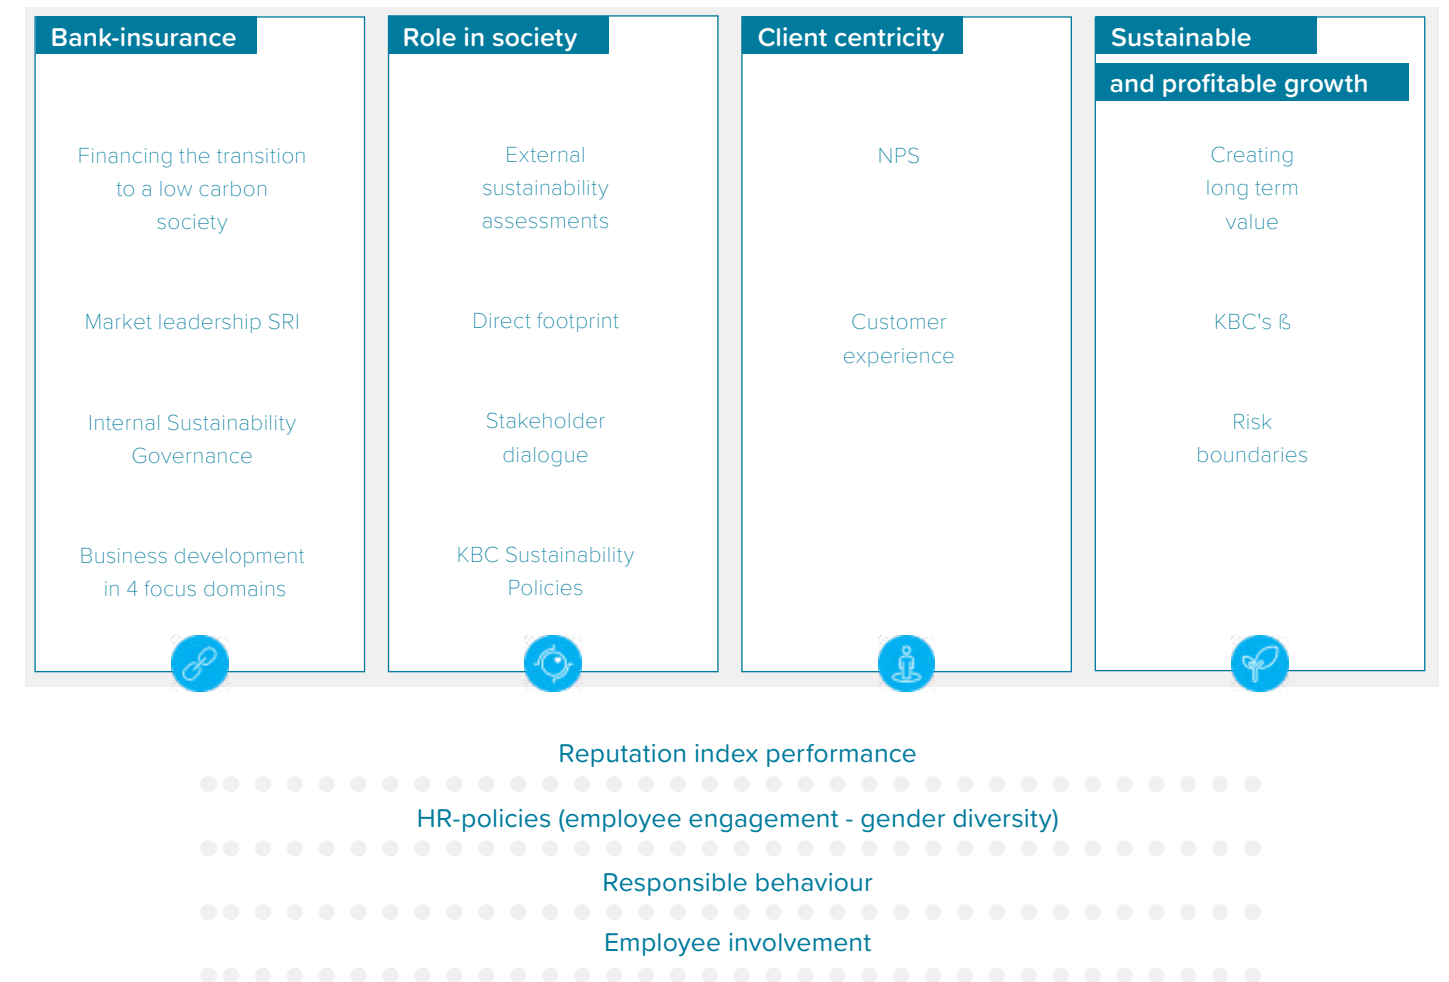 Bank-insurance
Financing the transition
to a low carbon
society
Market leadership SRI
Internal Sustainability
Governance
Business development
in 4 focus domains
Role in society
External
sustainability
assessments
Direct footprint
Stakeholder
dialogue
KBC Sustainability
Policies
Client centricity
NPS
Customer
experience
Sustainable
and profitable growth
Creating
long term
value
KBC's ß
Risk
boundaries
Reputation index performance
HR-policies (employee engagement - gender diversity)
Responsible behaviour
Employee involvement